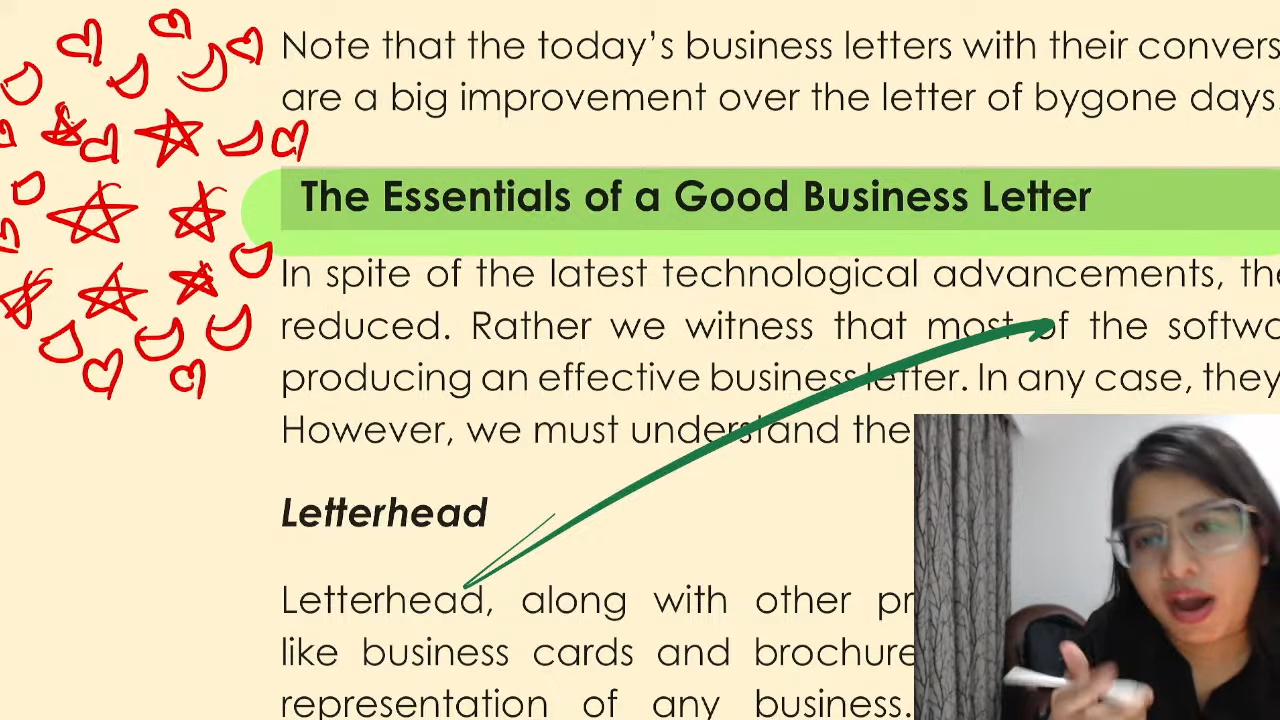 Note that the today's business letters with their convers
are a big improvement over the letter of bygone days.
The Essentials of a Good Business Letter
In spite of the latest technological advancements, the
reduced. Rather we witness that most of the softwa
producing an effective business letter. In any case, they
However, we must understand the
Letterhead
Letterhead, along with other pr
like business cards and brochure
representation of any business.